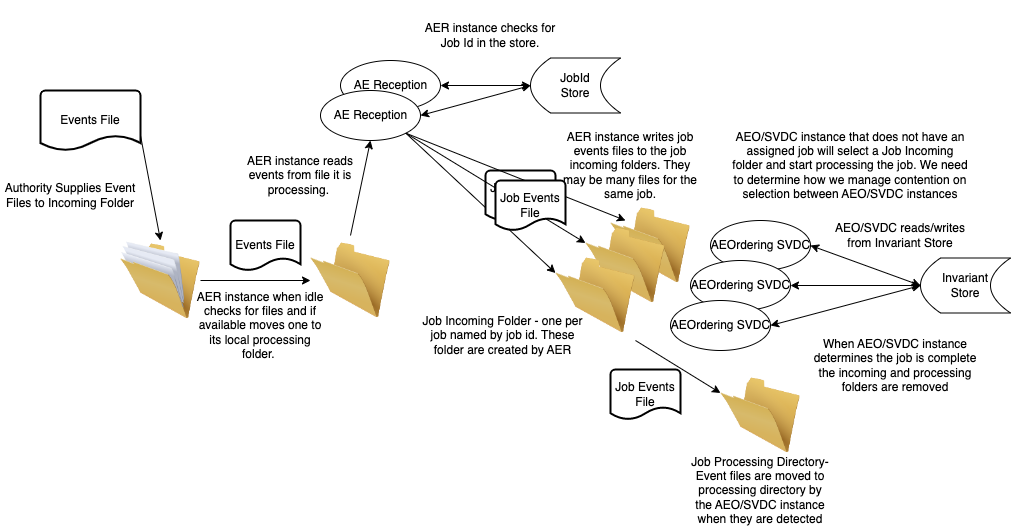 AER instance checks for
Job Id in the store.
AE Reception
AE Reception
JobId
Store
Events File
Authority Supplies Event
Files to Incoming Folder
AER instance reads
events from file it is
processing.
Events File
AER instance when idle
checks for files and if
available moves one to
its local processing
folder.
AER instance writes job
events files to the job
incoming folders. They
may be many files for the
same job.
Job Events
File
Job Incoming Folder - one per
job named by job id. These
folder are created by AER
AEO/SVDC instance that does not have an
assigned job will select a Job Incoming
folder and start processing the job. We need
to determine how we manage contention on
selection between AEO/SVDC instances
AEO/SVDC reads/writes
from Invariant Store
AEOrdering SVDC
AEOrdering SVDC
AEOrdering SVDC
Invariant
Store
When AEO/SVDC instance
determines the job is complete
the incoming and processing
folders are removed
Job Events
File
Job Processing Directory-
Event files are moved to
processing directory by
the AEO/SVDC instance
when they are detected